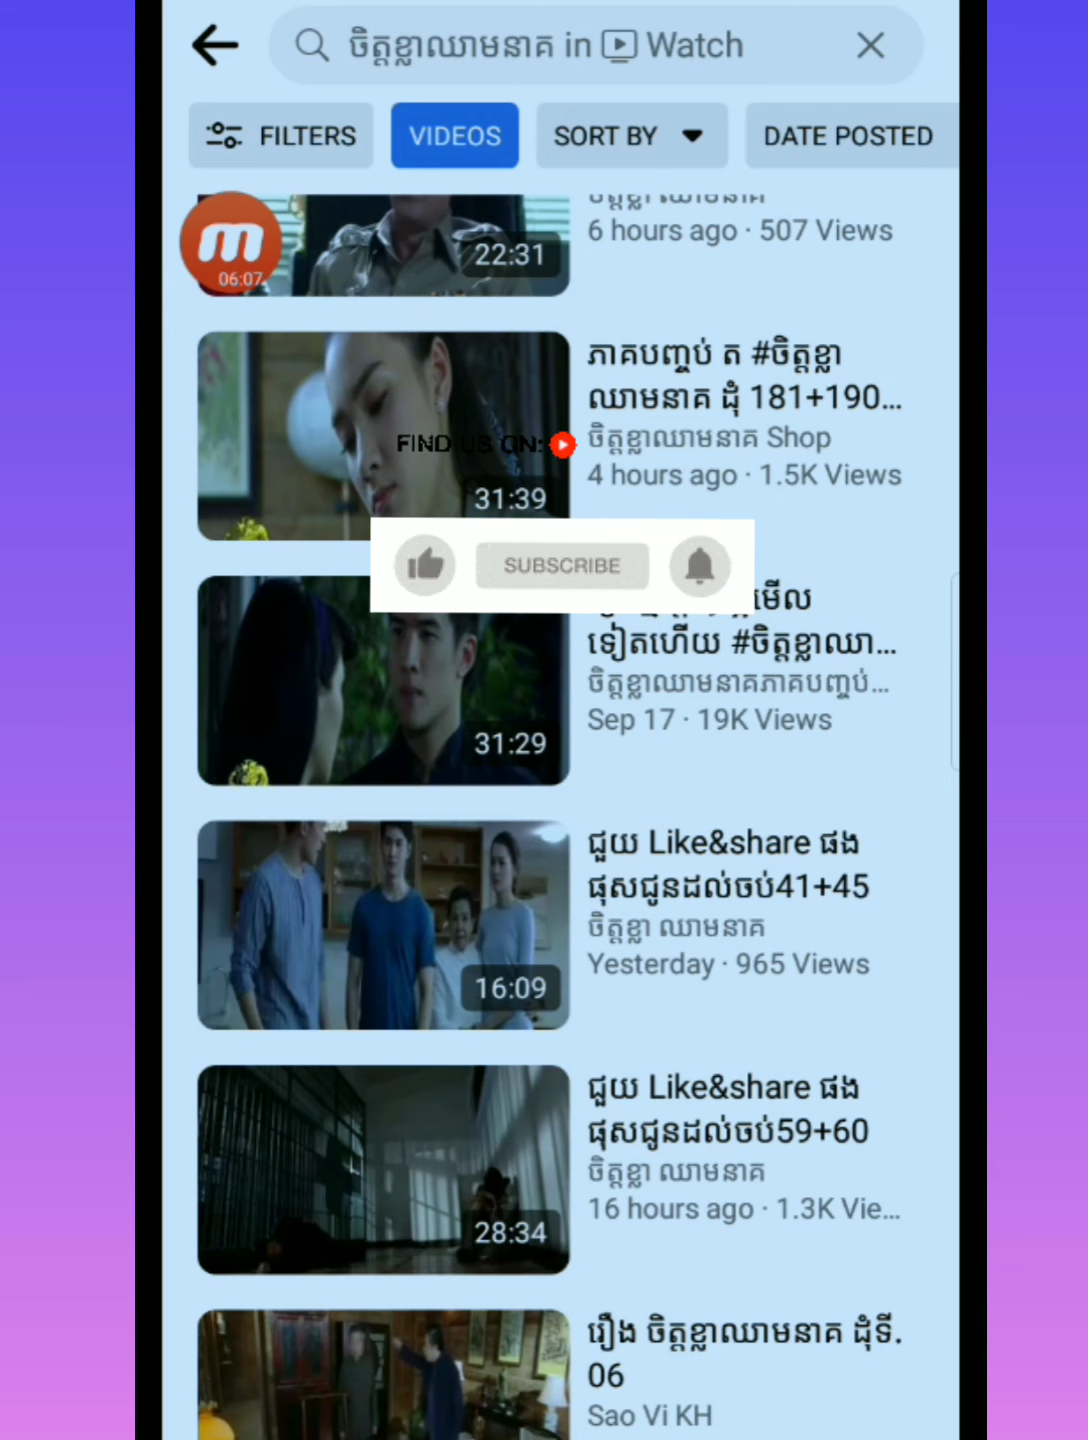 ចិត្តខ្លាឈាមនាគ in Watch
FILTERS
VIDEOS
SORT BY
DATE POSTED
22:31
6 hours ago · 507 Views
m
06:07
31:39
ភាគបញ្ចប់ ត #ចិត្តខ្លា
ឈាមនាគ ដុំ 181+190...
ចិត្តខ្លាឈាមនាគ Shop
4 hours ago · 1.5K Views
FIND US ON:
SUBSCRIBE
31:29
មើល
ទៀតហើយ #ចិត្តខ្លាឈា...
ចិត្តខ្លាឈាមនាគភាគបញ្ចប់...
Sep 17 · 19K Views
16:09
ជួយ Like&share ផង
ផុសជូនដល់ចប់41+45
ចិត្តខ្លា ឈាមនាគ
Yesterday · 965 Views
28:34
ជួយ Like&share ផង
ផុសជូនដល់ចប់59+60
ចិត្តខ្លា ឈាមនាគ
16 hours ago · 1.3K Vie...
រឿង ចិត្តខ្លាឈាមនាគ ដុំទី.
06
Sao Vi KH